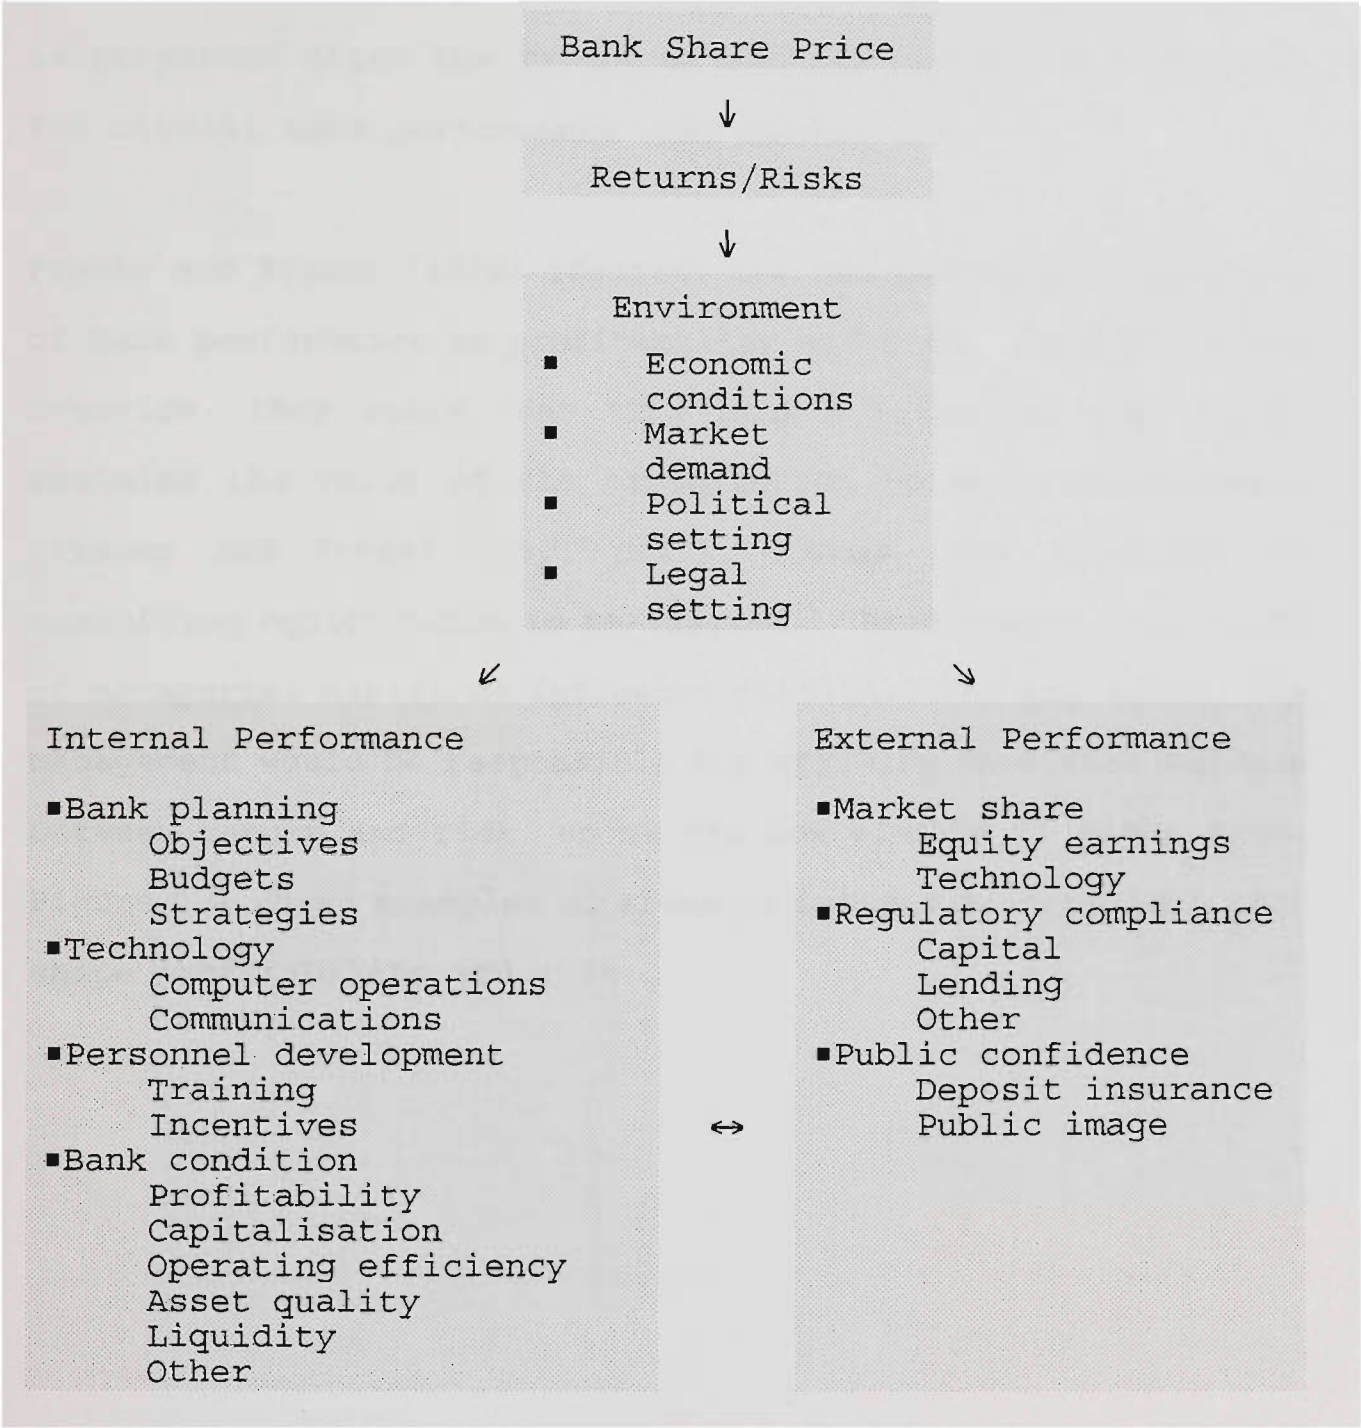 Bank Share Price
↓
Returns/Risks
↓
Environment
▪ Economic
conditions
▪ Market
demand
▪ Political
setting
▪ Legal
setting
↙ ↘
Internal Performance
▪Bank planning
Objectives
Budgets
Strategies
▪Technology
Computer operations
Communications
▪Personnel development
Training
Incentives
▪Bank condition
Profitability
Capitalisation
Operating efficiency
Asset quality
Liquidity
Other
↔
External Performance
▪Market share
Equity earnings
Technology
▪Regulatory compliance
Capital
Lending
Other
▪Public confidence
Deposit insurance
Public image